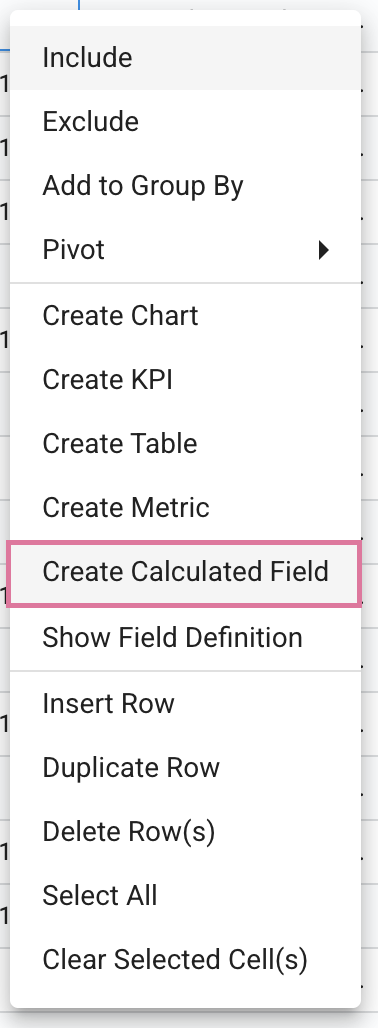 Include
Exclude
Add to Group By
Pivot
Create Chart
Create KPI
Create Table
Create Metric
Create Calculated Field
Show Field Definition
Insert Row
Duplicate Row
Delete Row(s)
Select All
Clear Selected Cell(s)